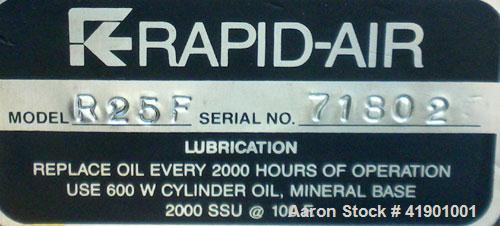 RAPID-AIR
MODEL R25F SERIAL NO. 71802
LUBRICATION
REPLACE OIL EVERY 2000 HOURS OF OPERATION
USE 600 W CYLINDER OIL, MINERAL BASE
2000 SSU @ 100 F
Aaron Stock # 41901001